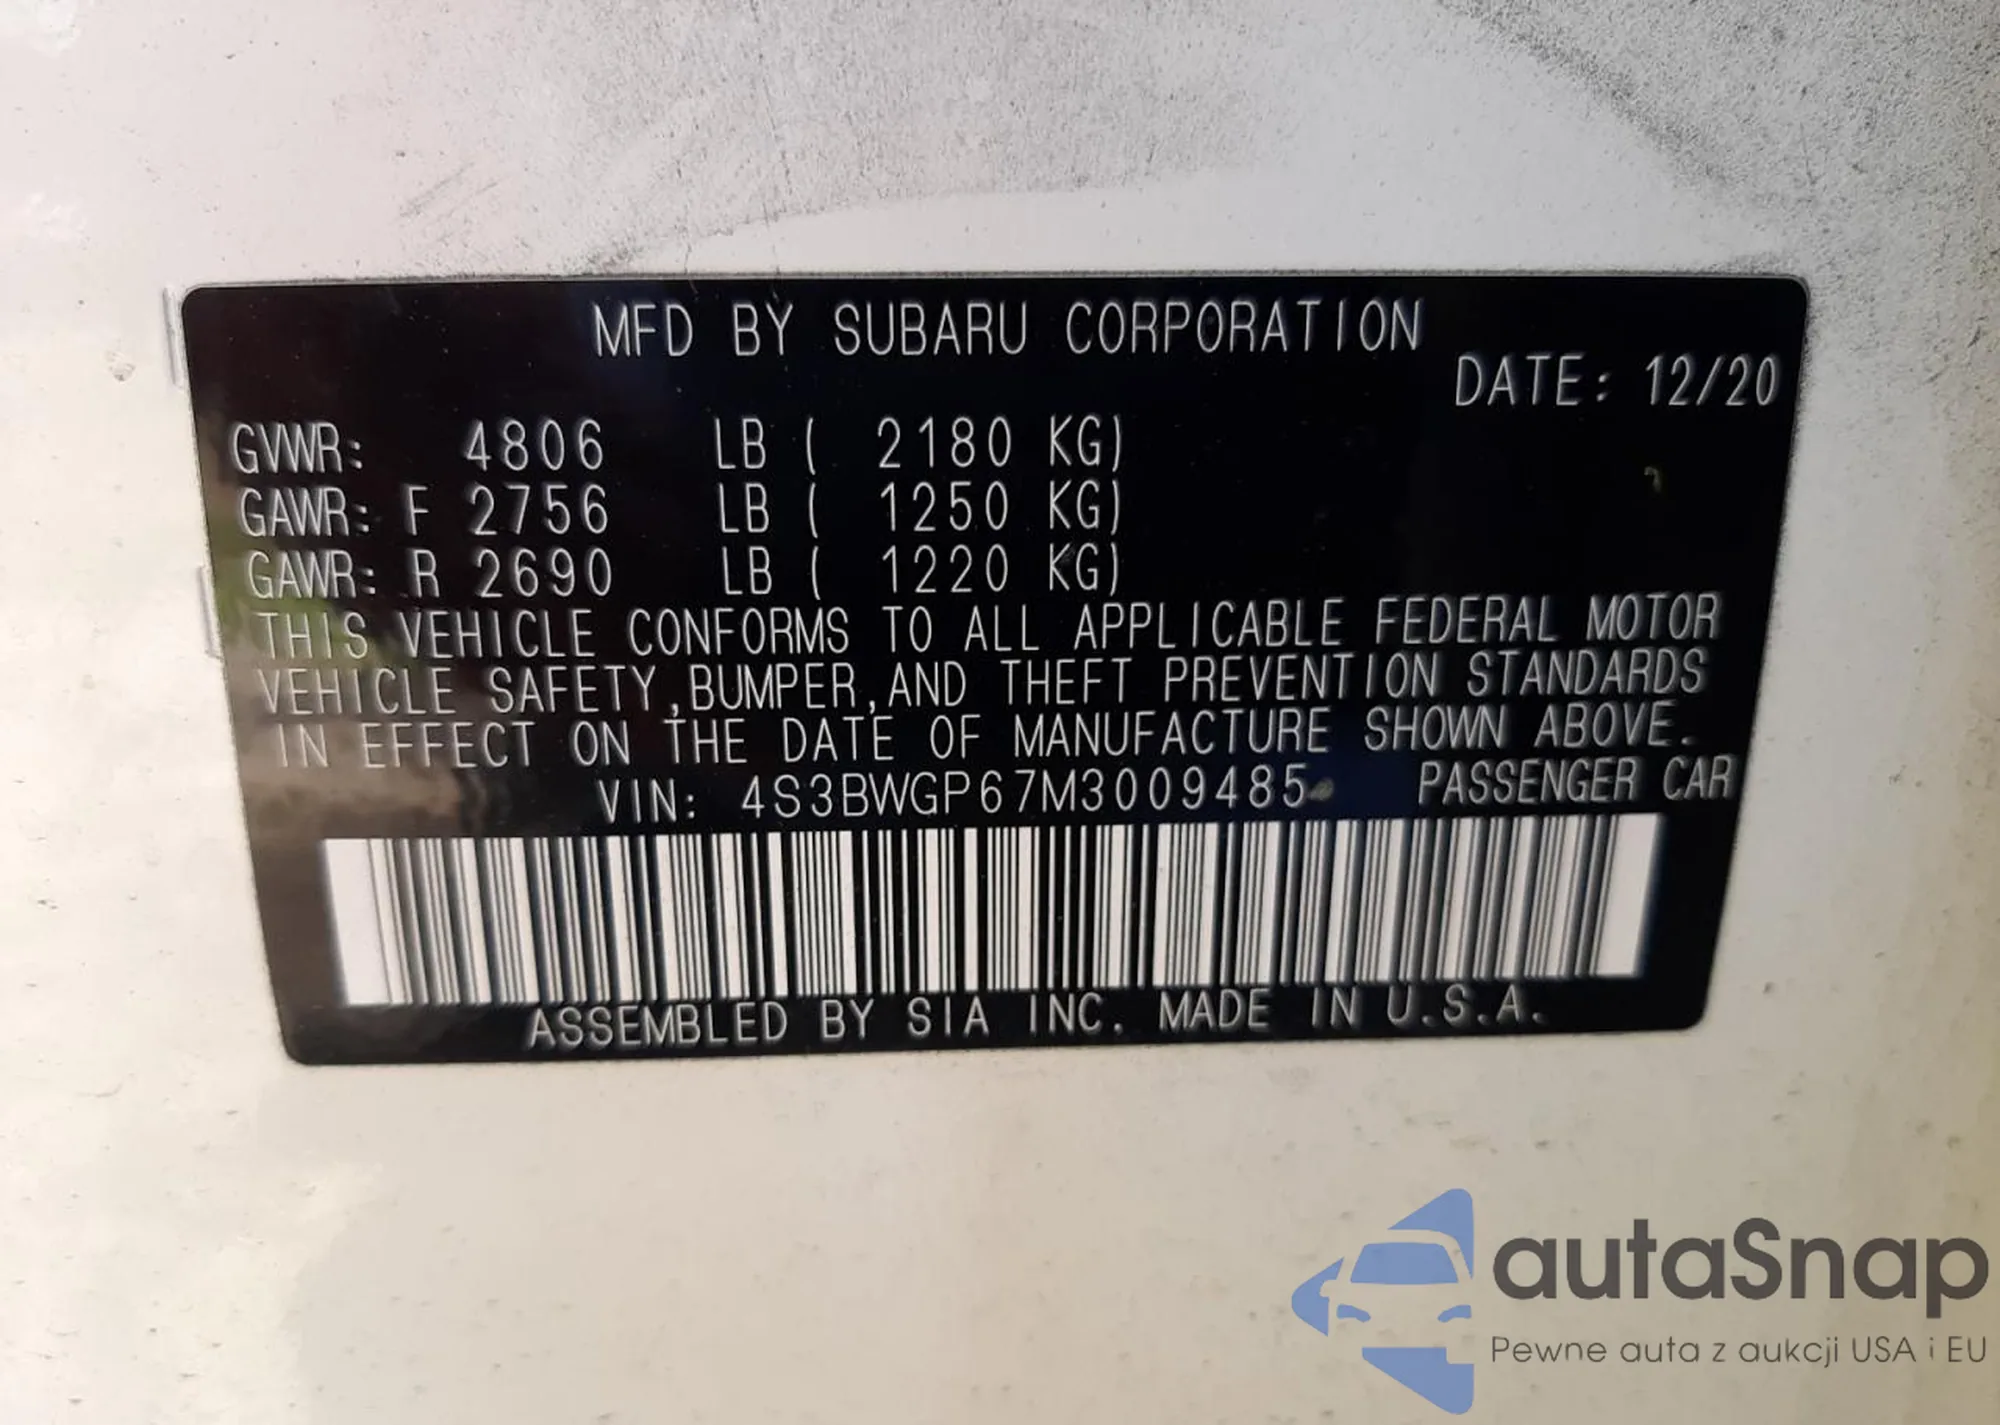 MFD BY SUBARU CORPORATION
DATE: 12/20
GVWR: 4806 LB ( 2180 KG)
GAWR: F 2756 LB ( 1250 KG)
GAWR: R 2690 LB ( 1220 KG)
THIS VEHICLE CONFORMS TO ALL APPLICABLE FEDERAL MOTOR
VEHICLE SAFETY,BUMPER,AND THEFT PREVENTION STANDARDS
IN EFFECT ON THE DATE OF MANUFACTURE SHOWN ABOVE.
VIN: 4S3BWGP67M3009485 PASSENGER CAR
ASSEMBLED BY SIA INC. MADE IN U.S.A.
autaSnap
Pewne auta z aukcji USA i EU